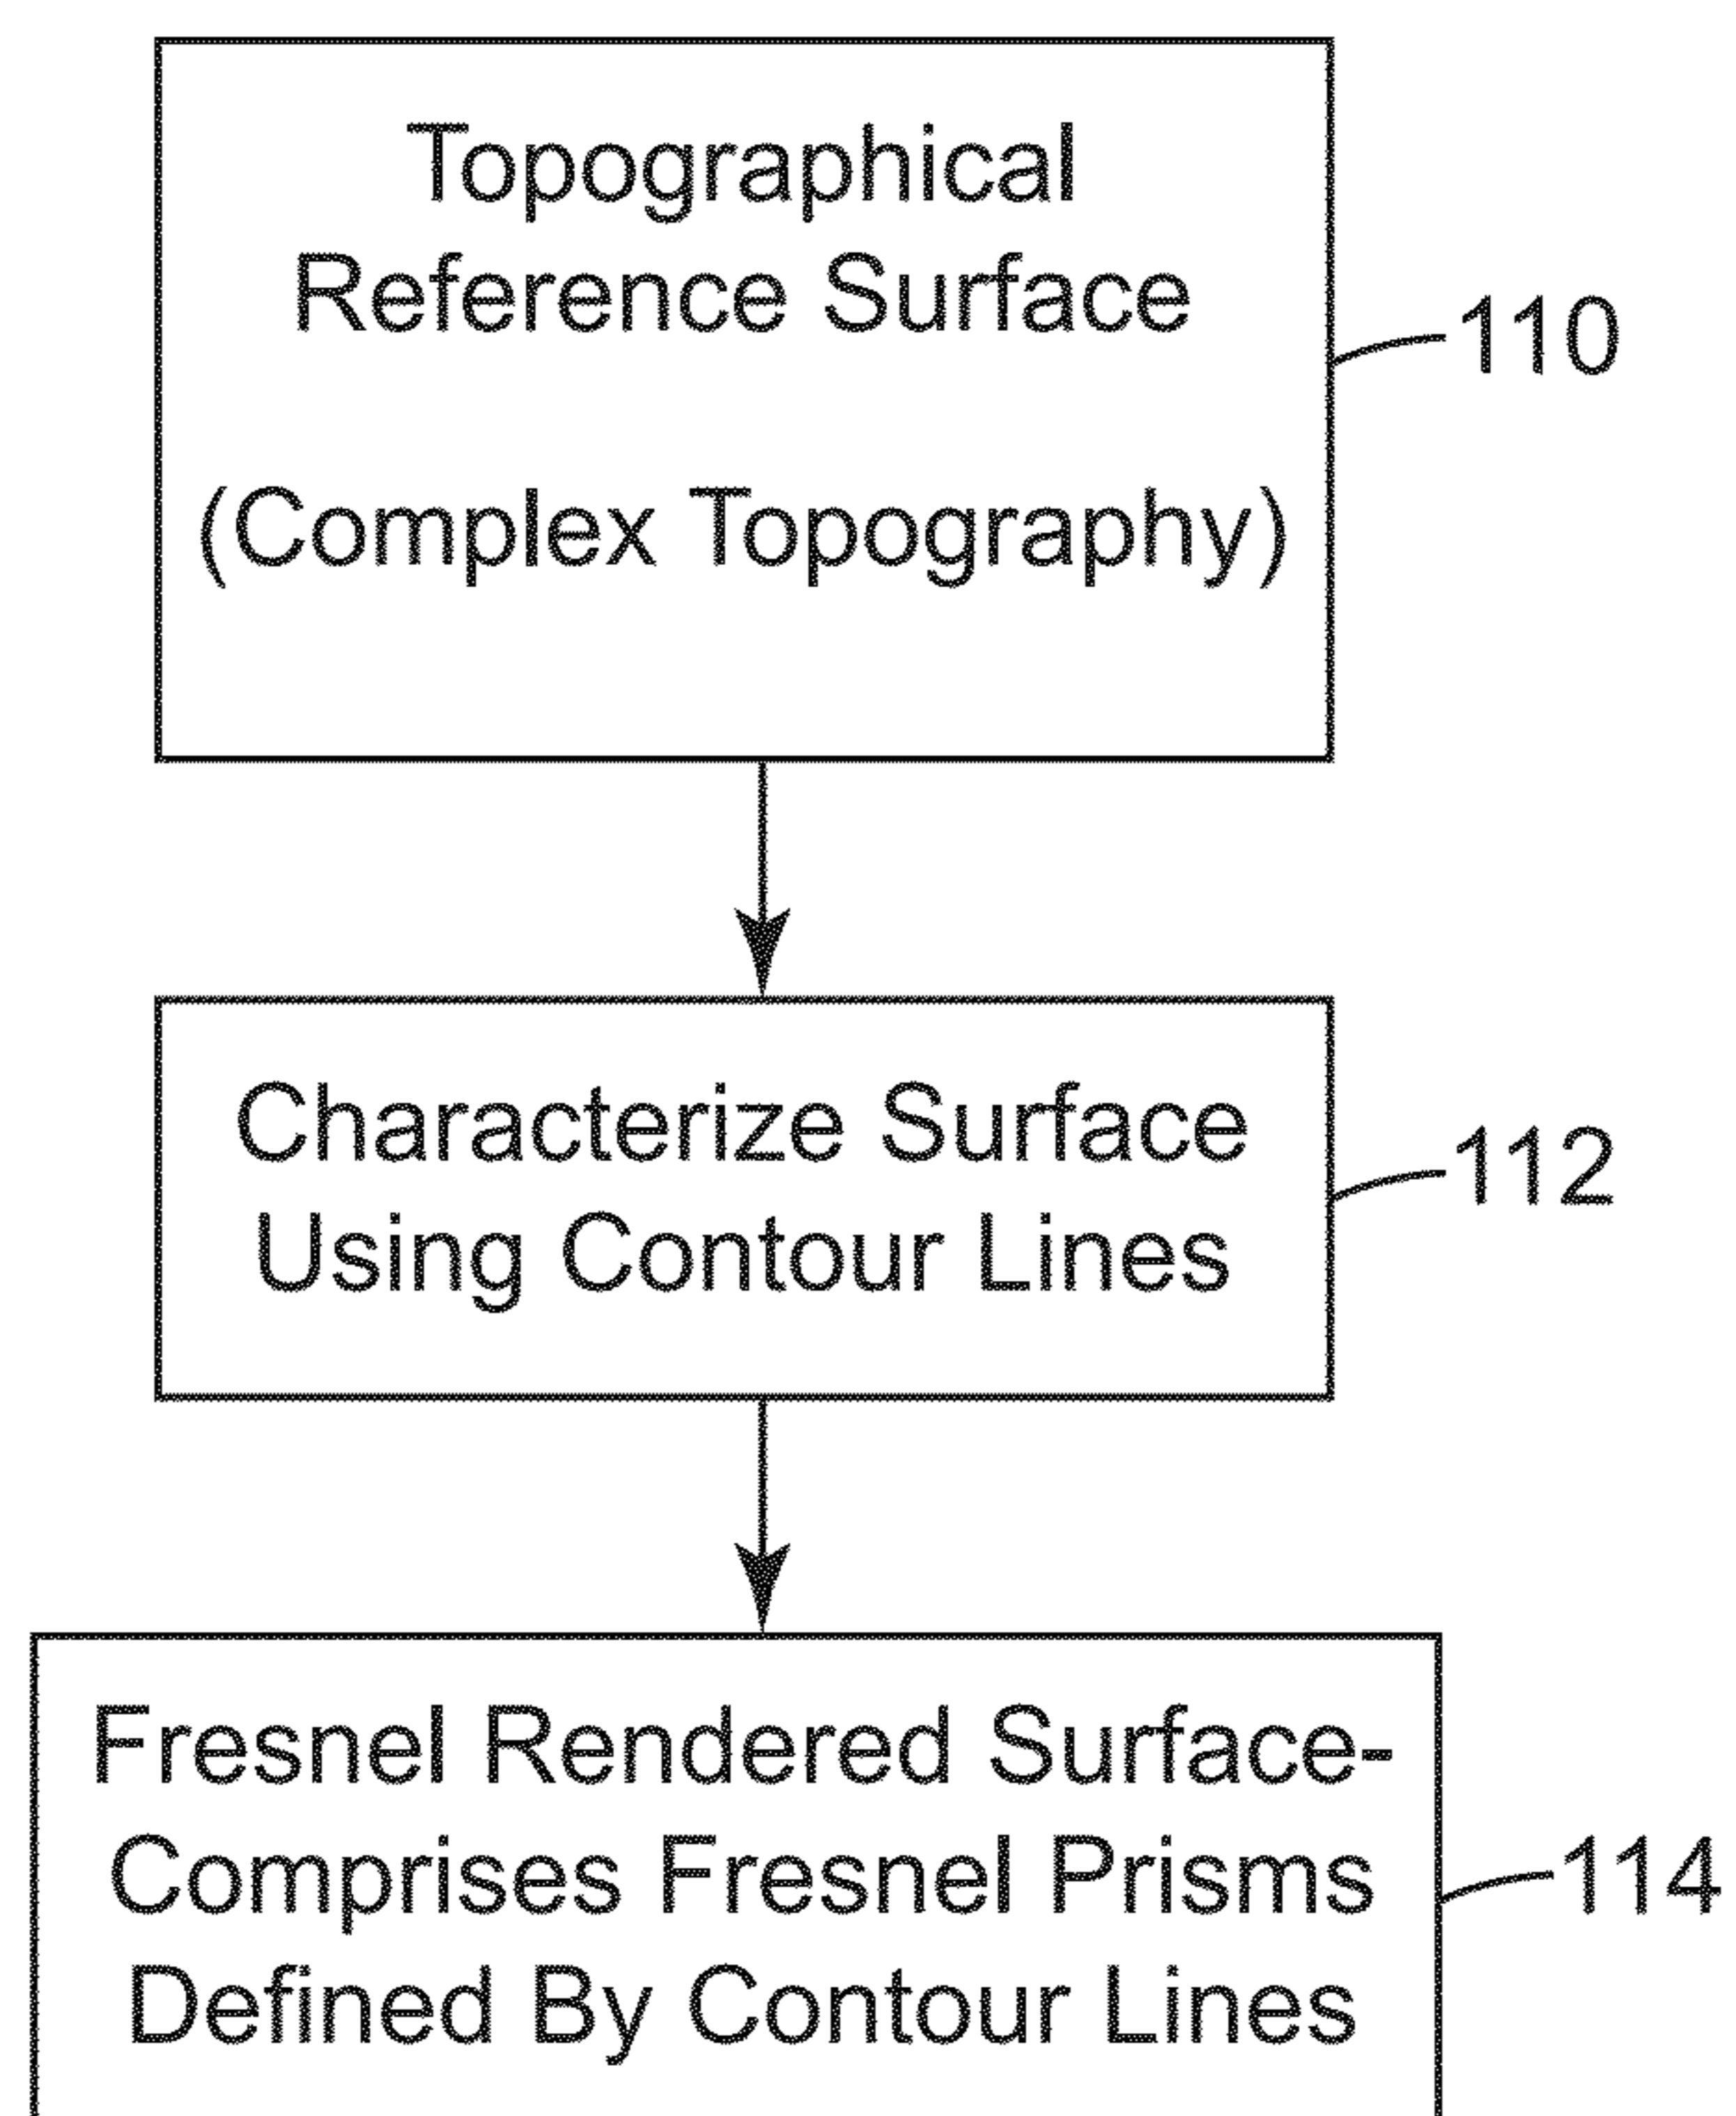 Topographical
Reference Surface
(Complex Topography)
110
Characterize Surface
Using Contour Lines
112
Fresnel Rendered Surface-
Comprises Fresnel Prisms
Defined By Contour Lines
114